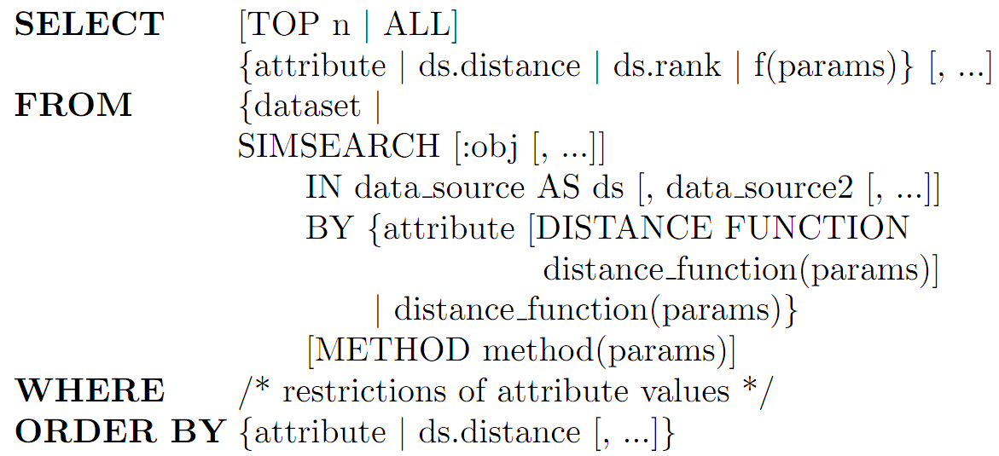 SELECT [TOP n | ALL]
{attribute | ds.distance | ds.rank | f(params)} [, ...]
FROM {dataset |
SIMSEARCH [:obj [, ...]]
IN data_source AS ds [, data_source2 [, ...]]
BY {attribute [DISTANCE FUNCTION
distance_function(params)]
| distance_function(params)}
[METHOD method(params)]
WHERE /* restrictions of attribute values */
ORDER BY {attribute | ds.distance [, ...]}